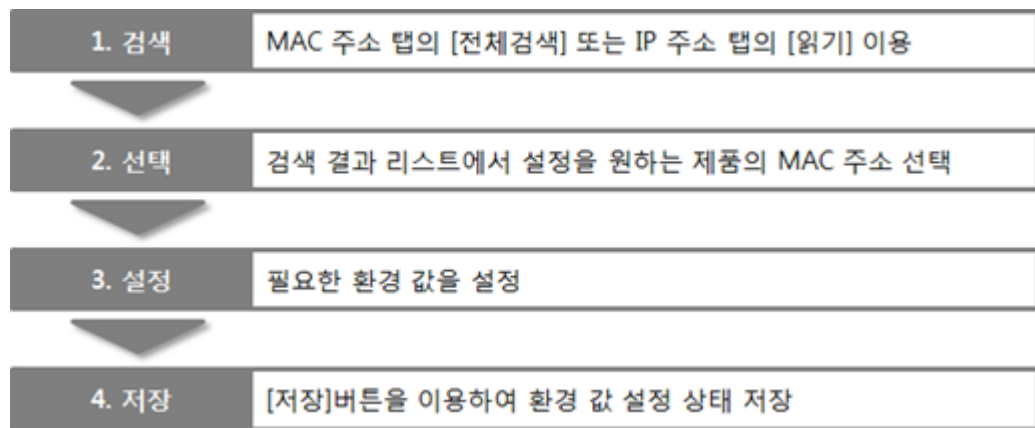 1. 검색 MAC 주소 탭의 [전체검색] 또는 IP 주소 탭의 [읽기] 이용
2. 선택 검색 결과 리스트에서 설정을 원하는 제품의 MAC 주소 선택
3. 설정 필요한 환경 값을 설정
4. 저장 [저장]버튼을 이용하여 환경 값 설정 상태 저장